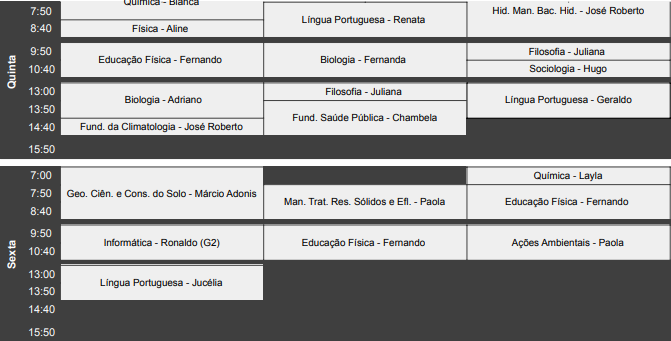 Química - Bianca
7:50 Língua Portuguesa - Renata Hid. Man. Bac. Hid. - José Roberto
8:40 Física - Aline
Quinta
9:50 Filosofia - Juliana
Educação Física - Fernando Biologia - Fernanda
10:40 Sociologia - Hugo
13:00 Filosofia - Juliana
Biologia - Adriano Língua Portuguesa - Geraldo
13:50 Fund. Saúde Pública - Chambela
14:40 Fund. da Climatologia - José Roberto
15:50
7:00 Química - Layla
7:50 Geo. Ciên. e Cons. do Solo - Márcio Adonis Man. Trat. Res. Sólidos e Efl. - Paola Educação Física - Fernando
8:40
Sexta
9:50 Informática - Ronaldo (G2) Educação Física - Fernando Ações Ambientais - Paola
10:40
13:00 Língua Portuguesa - Jucélia
13:50
14:40
15:50